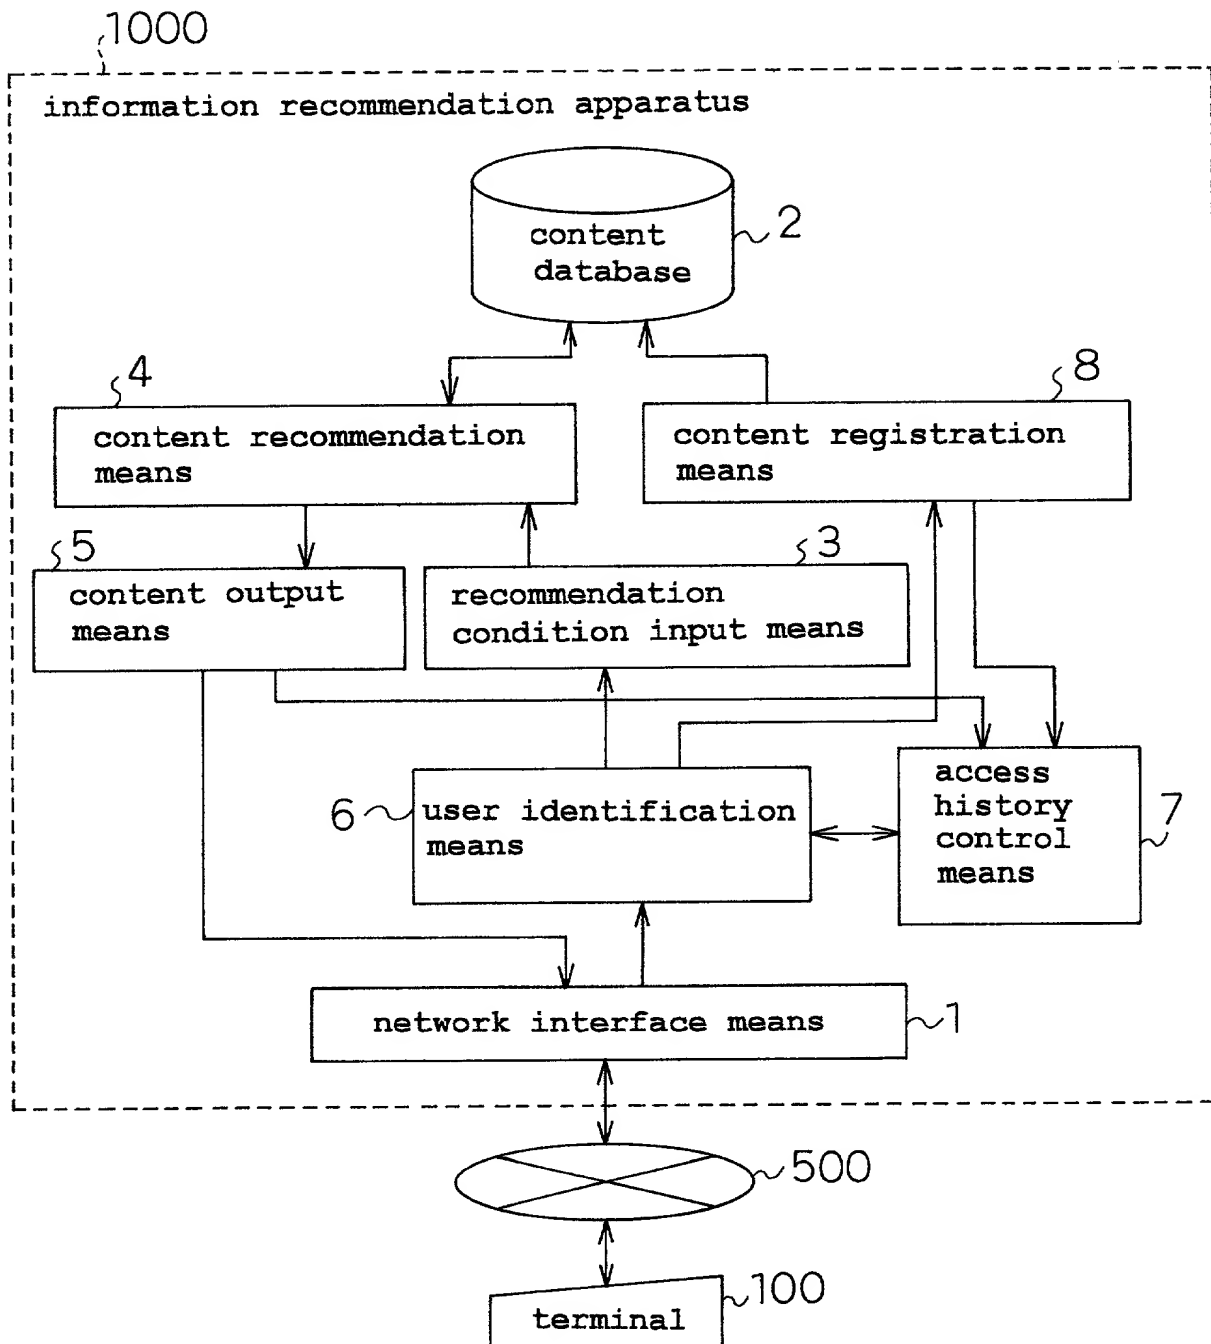 1000
information recommendation apparatus
content
database
2
4
content recommendation
means
8
content registration
means
5
content output
means
3
recommendation
condition input means
6
user identification
means
access
history
control
means
7
network interface means
1
500
100
terminal